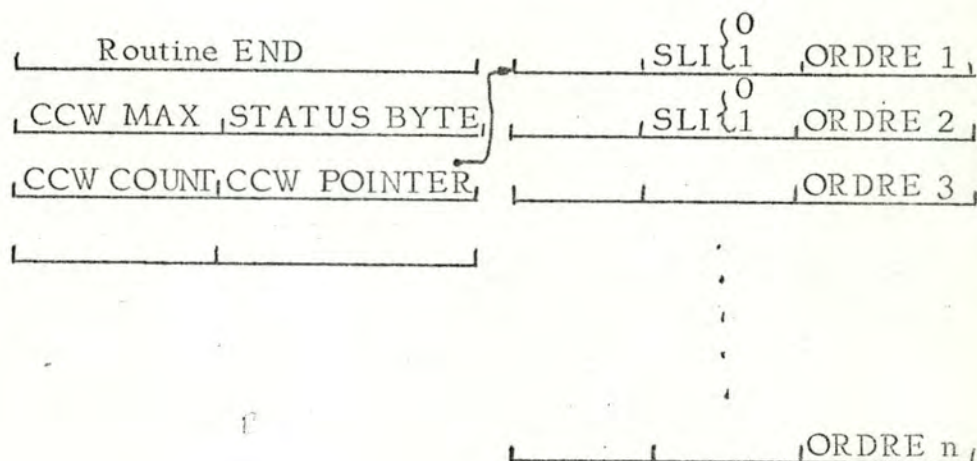 Routine END
CCW MAX STATUS BYTE
CCW COUNT CCW POINTER
0
SLI { 1 ORDRE 1
0
SLI { 1 ORDRE 2
ORDRE 3
ORDRE n